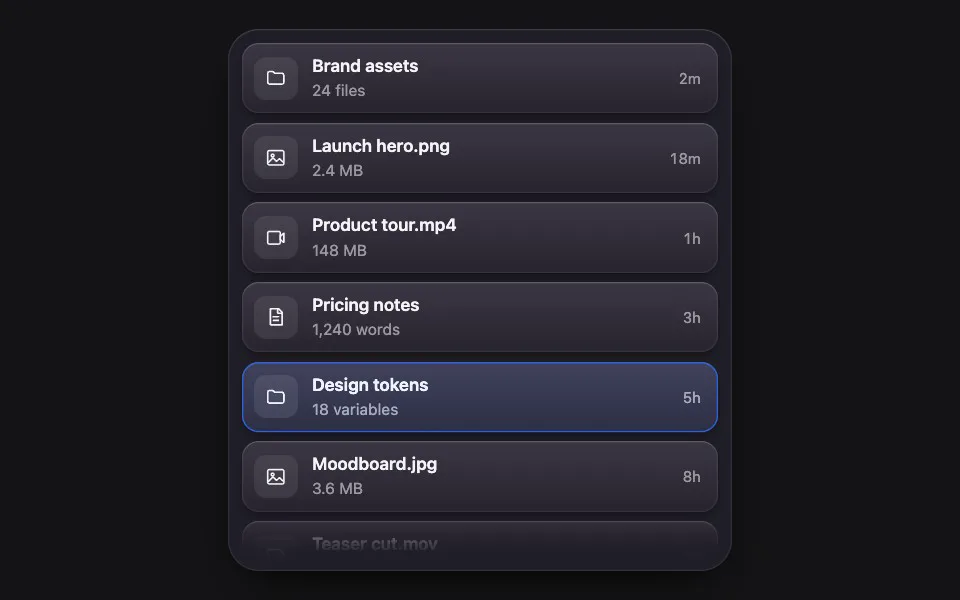 Brand assets
24 files
2m
Launch hero.png
2.4 MB
18m
Product tour.mp4
148 MB
1h
Pricing notes
1,240 words
3h
Design tokens
18 variables
5h
Moodboard.jpg
3.6 MB
8h
Teaser cut.mov